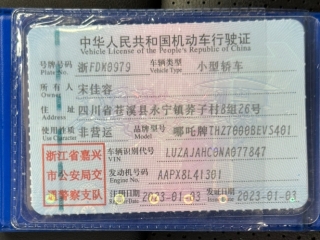 中华人民共和国机动车行驶证
Vehicle License of the People's Republic of China
号牌号码 浙FDW0979 车辆类型 小型轿车
Plate No. Vehicle Type
所有人 宋佳容
Owner
住址 四川省苍溪县永宁镇莽子村8组26号
Address
使用性质 非营运 品牌型号 哪吒牌THZ7000BEVS401
Use Character Model
浙江省嘉兴
市公安局交
通警察支队
车辆识别代号 LUZAJAHC0NA077847
VIN
发动机号码 AAPX8L41301
Engine No.
注册日期 2023-01-03 发证日期 2023-01-03